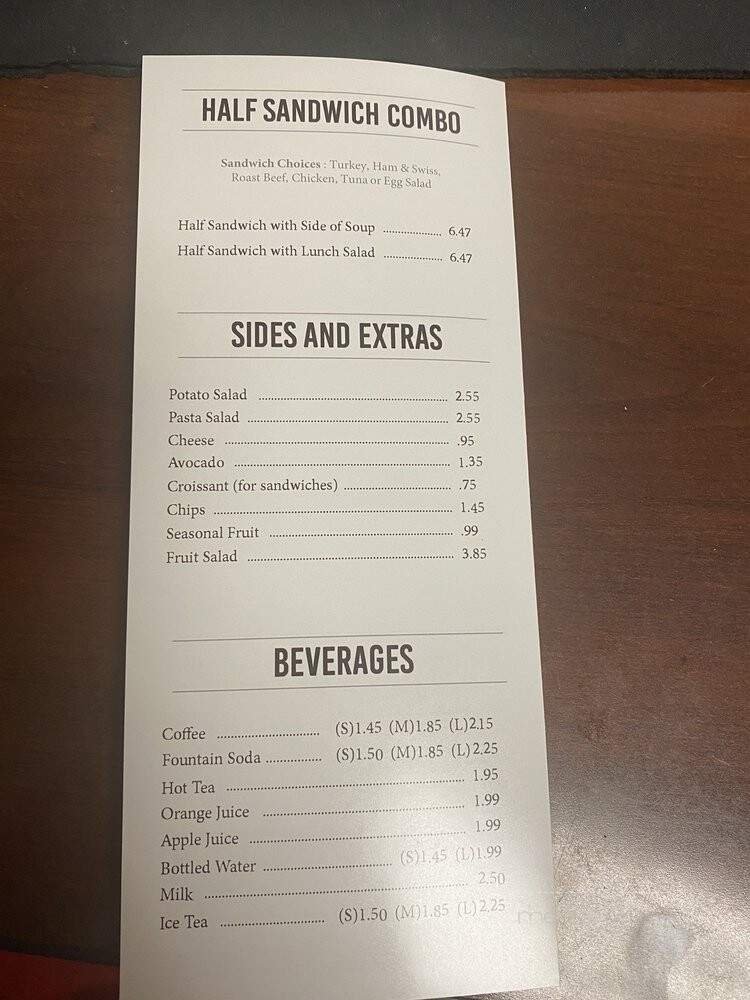 HALF SANDWICH COMBO
Sandwich Choices : Turkey, Ham & Swiss,
Roast Beef, Chicken, Tuna or Egg Salad
Half Sandwich with Side of Soup .................... 6.47
Half Sandwich with Lunch Salad .................... 6.47
SIDES AND EXTRAS
Potato Salad .................... 2.55
Pasta Salad .................... 2.55
Cheese .................... .95
Avocado .................... 1.35
Croissant (for sandwiches) .................... .75
Chips .................... 1.45
Seasonal Fruit .................... .99
Fruit Salad .................... 3.85
BEVERAGES
Coffee .................... (S)1.45 (M)1.85 (L)2.15
Fountain Soda .................... (S)1.50 (M)1.85 (L)2.25
Hot Tea .................... 1.95
Orange Juice .................... 1.99
Apple Juice .................... 1.99
Bottled Water .................... (S)1.45 (L)1.99
Milk .................... 2.50
Ice Tea .................... (S)1.50 (M)1.85 (L)2.25